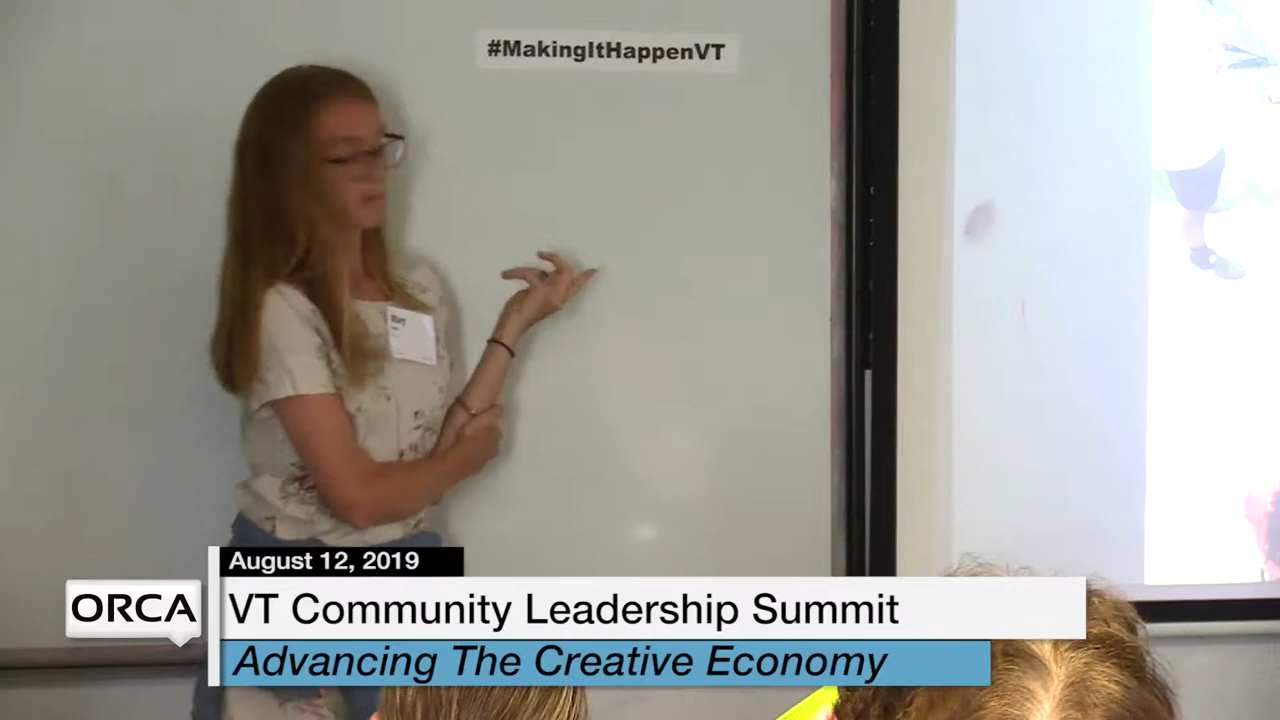 #MakingItHappenVT
August 12, 2019
ORCA
VT Community Leadership Summit
Advancing The Creative Economy